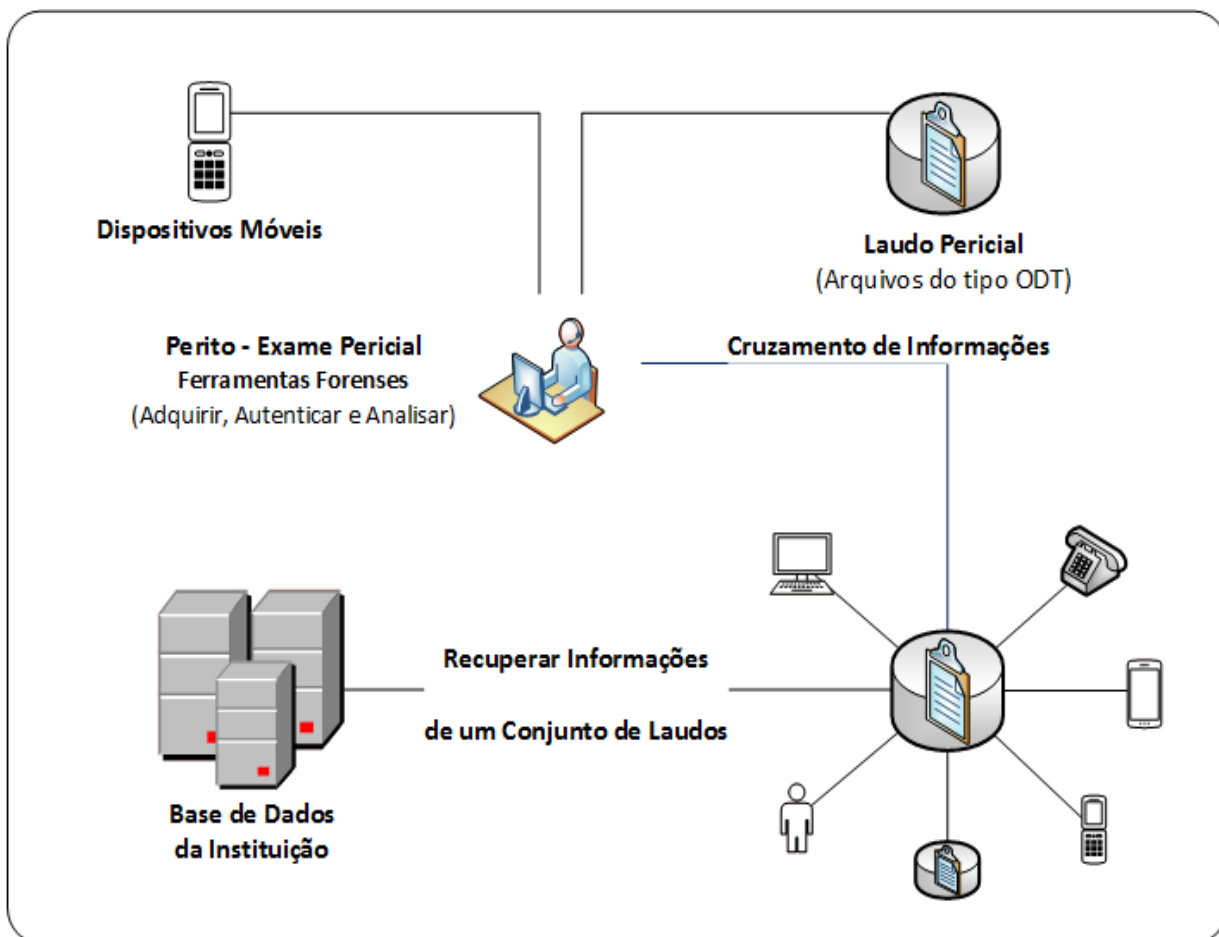 Dispositivos Móveis
Laudo Pericial
(Arquivos do tipo ODT)
Perito - Exame Pericial
Ferramentas Forenses
(Adquirir, Autenticar e Analisar)
Cruzamento de Informações
Recuperar Informações
de um Conjunto de Laudos
Base de Dados
da Instituição